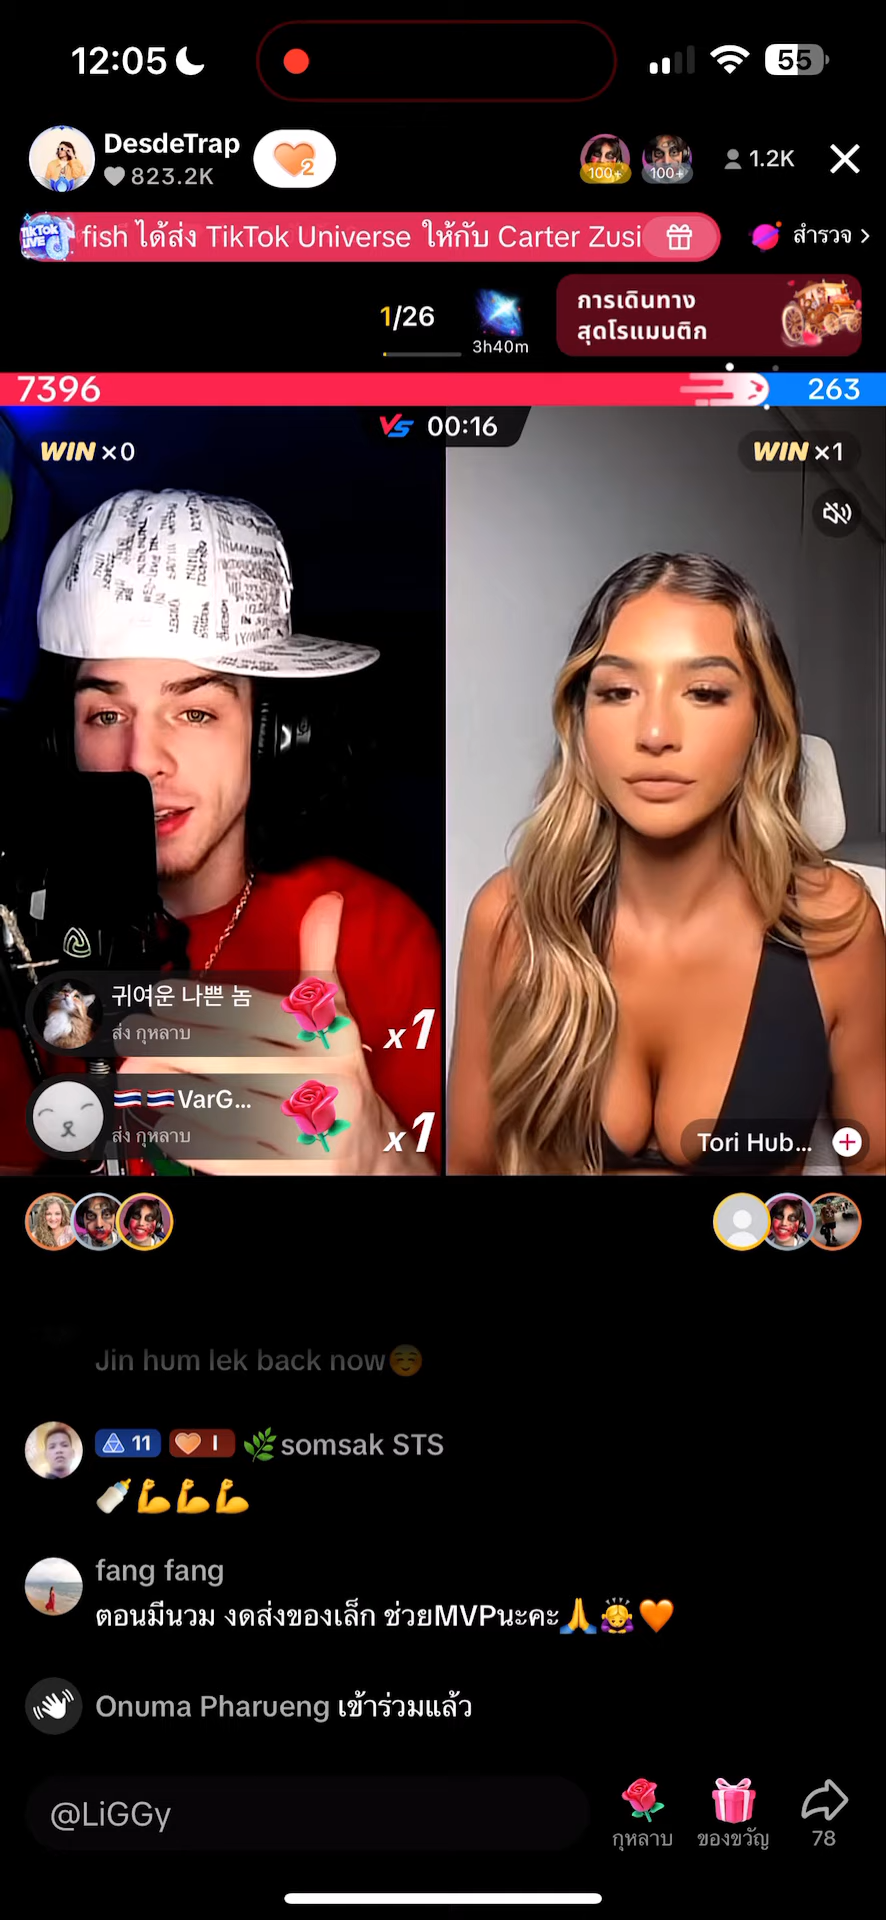 12:05
55
DesdeTrap
823.2K
2
100+
100+
1.2K
TikTok LIVE
fish ได้ส่ง TikTok Universe ให้กับ Carter Zusi
สำรวจ
1/26
3h40m
การเดินทาง
สุดโรแมนติก
7396
263
VS 00:16
WIN ×0
WIN ×1
귀여운 나쁜 놈
ส่ง กุหลาบ
x1
VarG...
ส่ง กุหลาบ
x1
Tori Hub...
Jin hum lek back now☺️
11 I 🌿somsak STS
🍼💪💪💪
fang fang
ตอนมีนวม งดส่งของเล็ก ช่วยMVPนะคะ🙏🙇‍♀️🧡
Onuma Pharueng เข้าร่วมแล้ว
@LiGGy
กุหลาบ
ของขวัญ
78